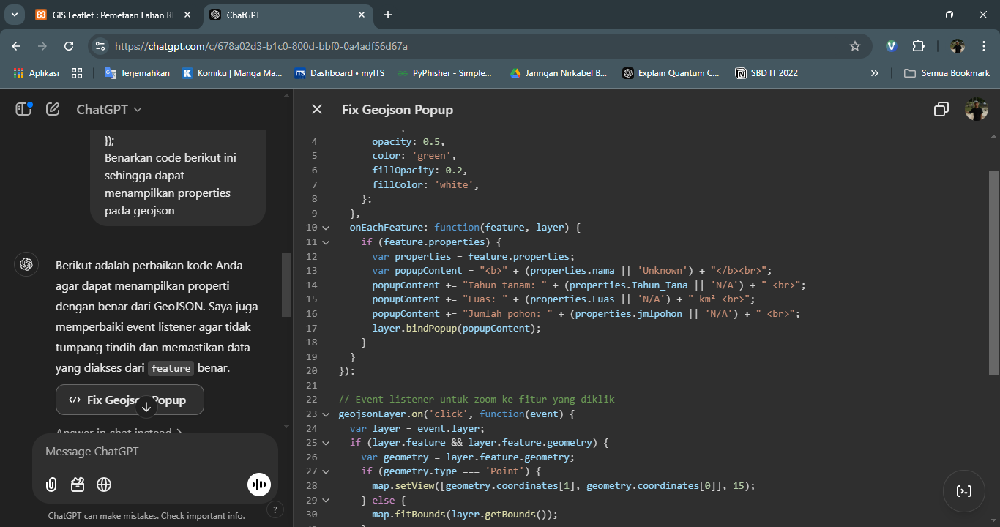 GIS Leaflet : Pemetaan Lahan RE
ChatGPT
https://chatgpt.com/c/678a02d3-b1c0-800d-bbf0-0a4adf56d67a
Aplikasi
Terjemahkan
Komiku | Manga Ma...
Dashboard • myITS
PyPhisher - Simple...
Jaringan Nirkabel B...
Explain Quantum C...
SBD IT 2022
»
Semua Bookmark
ChatGPT
});
Benarkan code berikut ini
sehingga dapat
menampilkan properties
pada geojson
Berikut adalah perbaikan kode Anda
agar dapat menampilkan properti
dengan benar dari GeoJSON. Saya juga
memperbaiki event listener agar tidak
tumpang tindih dan memastikan data
yang diakses dari feature benar.
Fix Geojson Popup
Answer in chat instead >
Message ChatGPT
ChatGPT can make mistakes. Check important info.
?
Fix Geojson Popup
3 return {
4 opacity: 0.5,
5 color: 'green',
6 fillOpacity: 0.2,
7 fillColor: 'white',
8 };
9 },
10 onEachFeature: function(feature, layer) {
11 if (feature.properties) {
12 var properties = feature.properties;
13 var popupContent = "<b>" + (properties.nama || 'Unknown') + "</b><br>";
14 popupContent += "Tahun tanam: " + (properties.Tahun_Tana || 'N/A') + " <br>";
15 popupContent += "Luas: " + (properties.Luas || 'N/A') + " km² <br>";
16 popupContent += "Jumlah pohon: " + (properties.jmlpohon || 'N/A') + " <br>";
17 layer.bindPopup(popupContent);
18 }
19 }
20 });
21
22 // Event listener untuk zoom ke fitur yang diklik
23 geojsonLayer.on('click', function(event) {
24 var layer = event.layer;
25 if (layer.feature && layer.feature.geometry) {
26 var geometry = layer.feature.geometry;
27 if (geometry.type === 'Point') {
28 map.setView([geometry.coordinates[1], geometry.coordinates[0]], 15);
29 } else {
30 map.fitBounds(layer.getBounds());
31 }